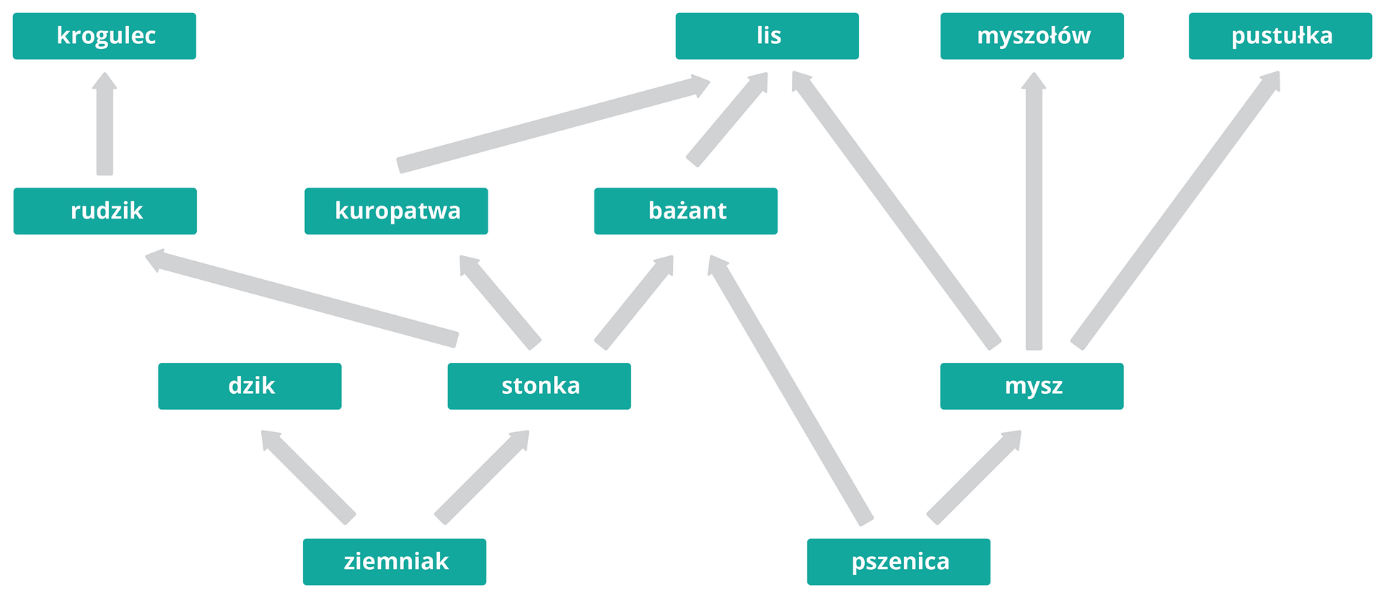 krogulec
lis
myszołów
pustułka
rudzik
kuropatwa
bażant
dzik
stonka
mysz
ziemniak
pszenica